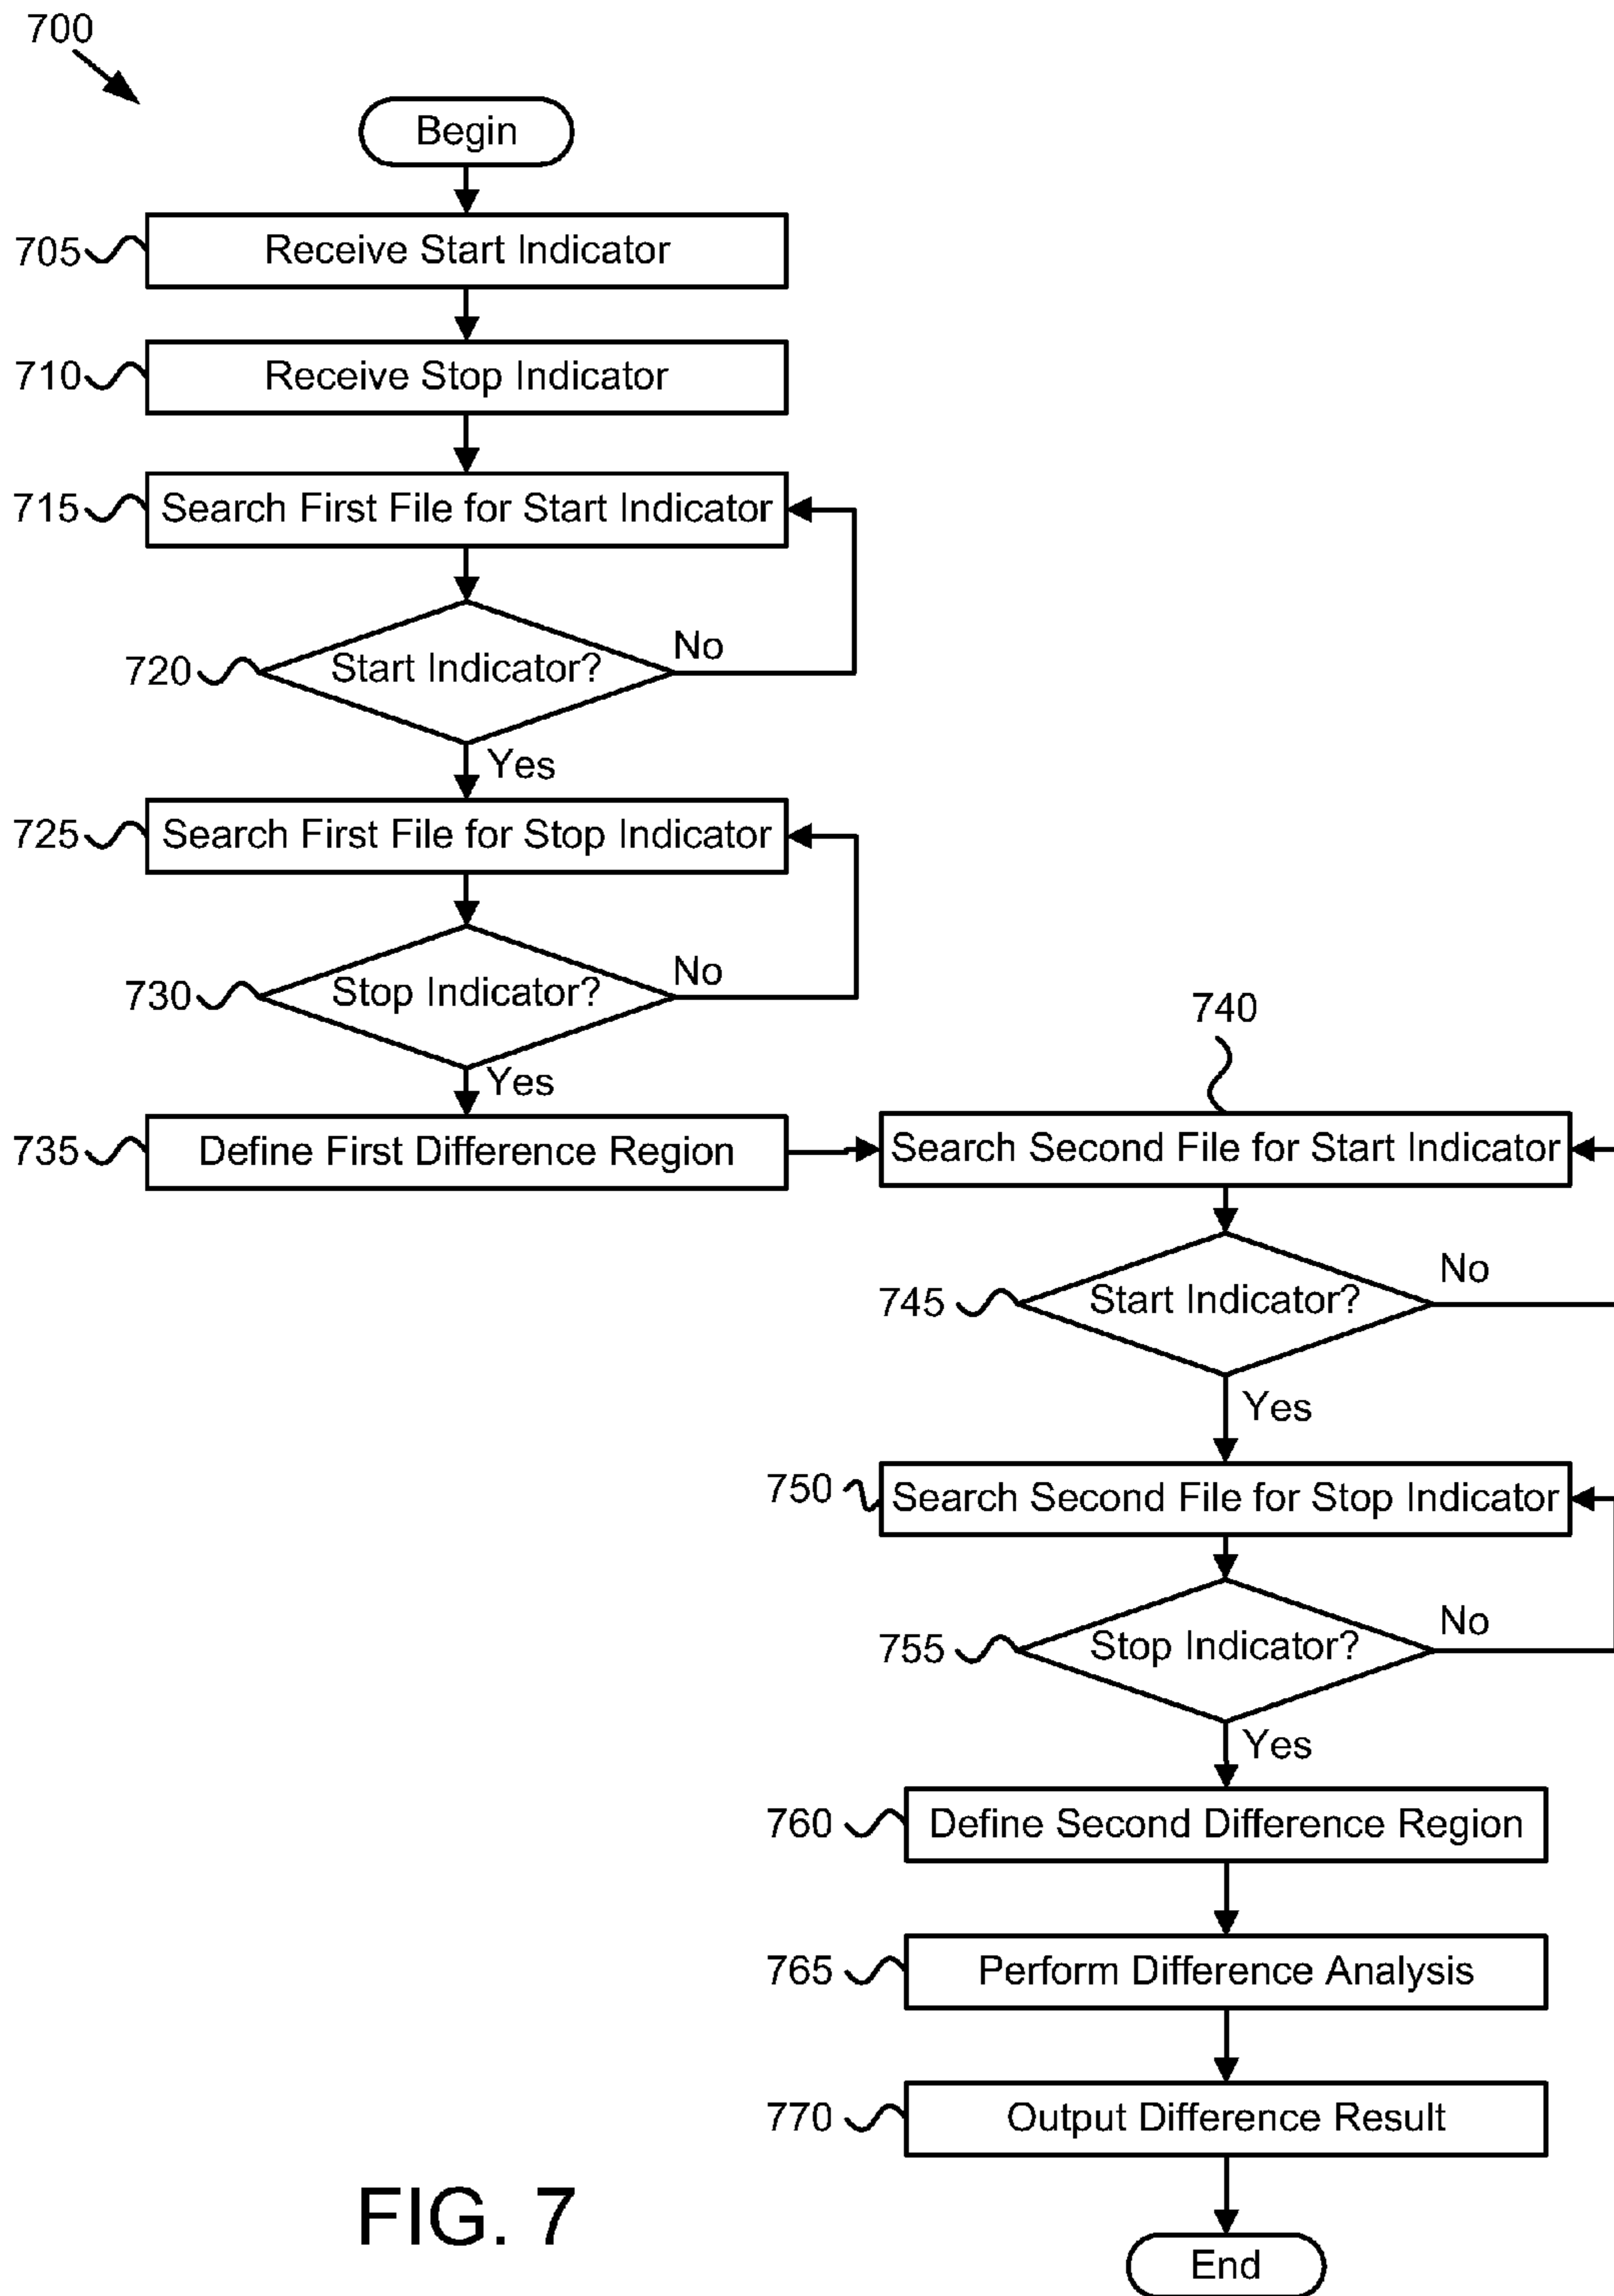 700
Begin
705 Receive Start Indicator
710 Receive Stop Indicator
715 Search First File for Start Indicator
720 Start Indicator?
No
Yes
725 Search First File for Stop Indicator
730 Stop Indicator?
No
Yes
735 Define First Difference Region
740
Search Second File for Start Indicator
745 Start Indicator?
No
Yes
750 Search Second File for Stop Indicator
755 Stop Indicator?
No
Yes
760 Define Second Difference Region
765 Perform Difference Analysis
770 Output Difference Result
End
FIG. 7